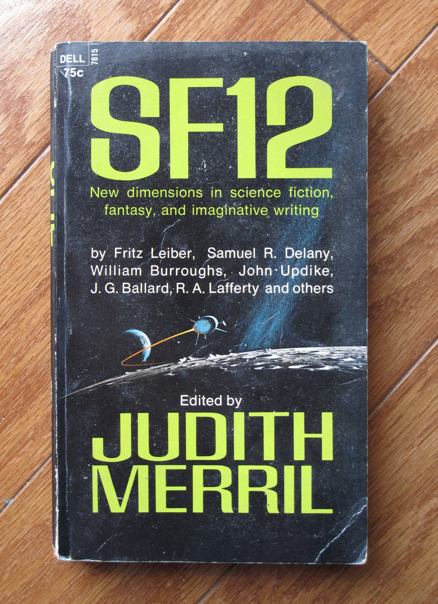 DELL
75c
7815
SF12
New dimensions in science fiction,
fantasy, and imaginative writing
by Fritz Leiber, Samuel R. Delany,
William Burroughs, John Updike,
J. G. Ballard, R. A. Lafferty and others
Edited by
JUDITH
MERRIL